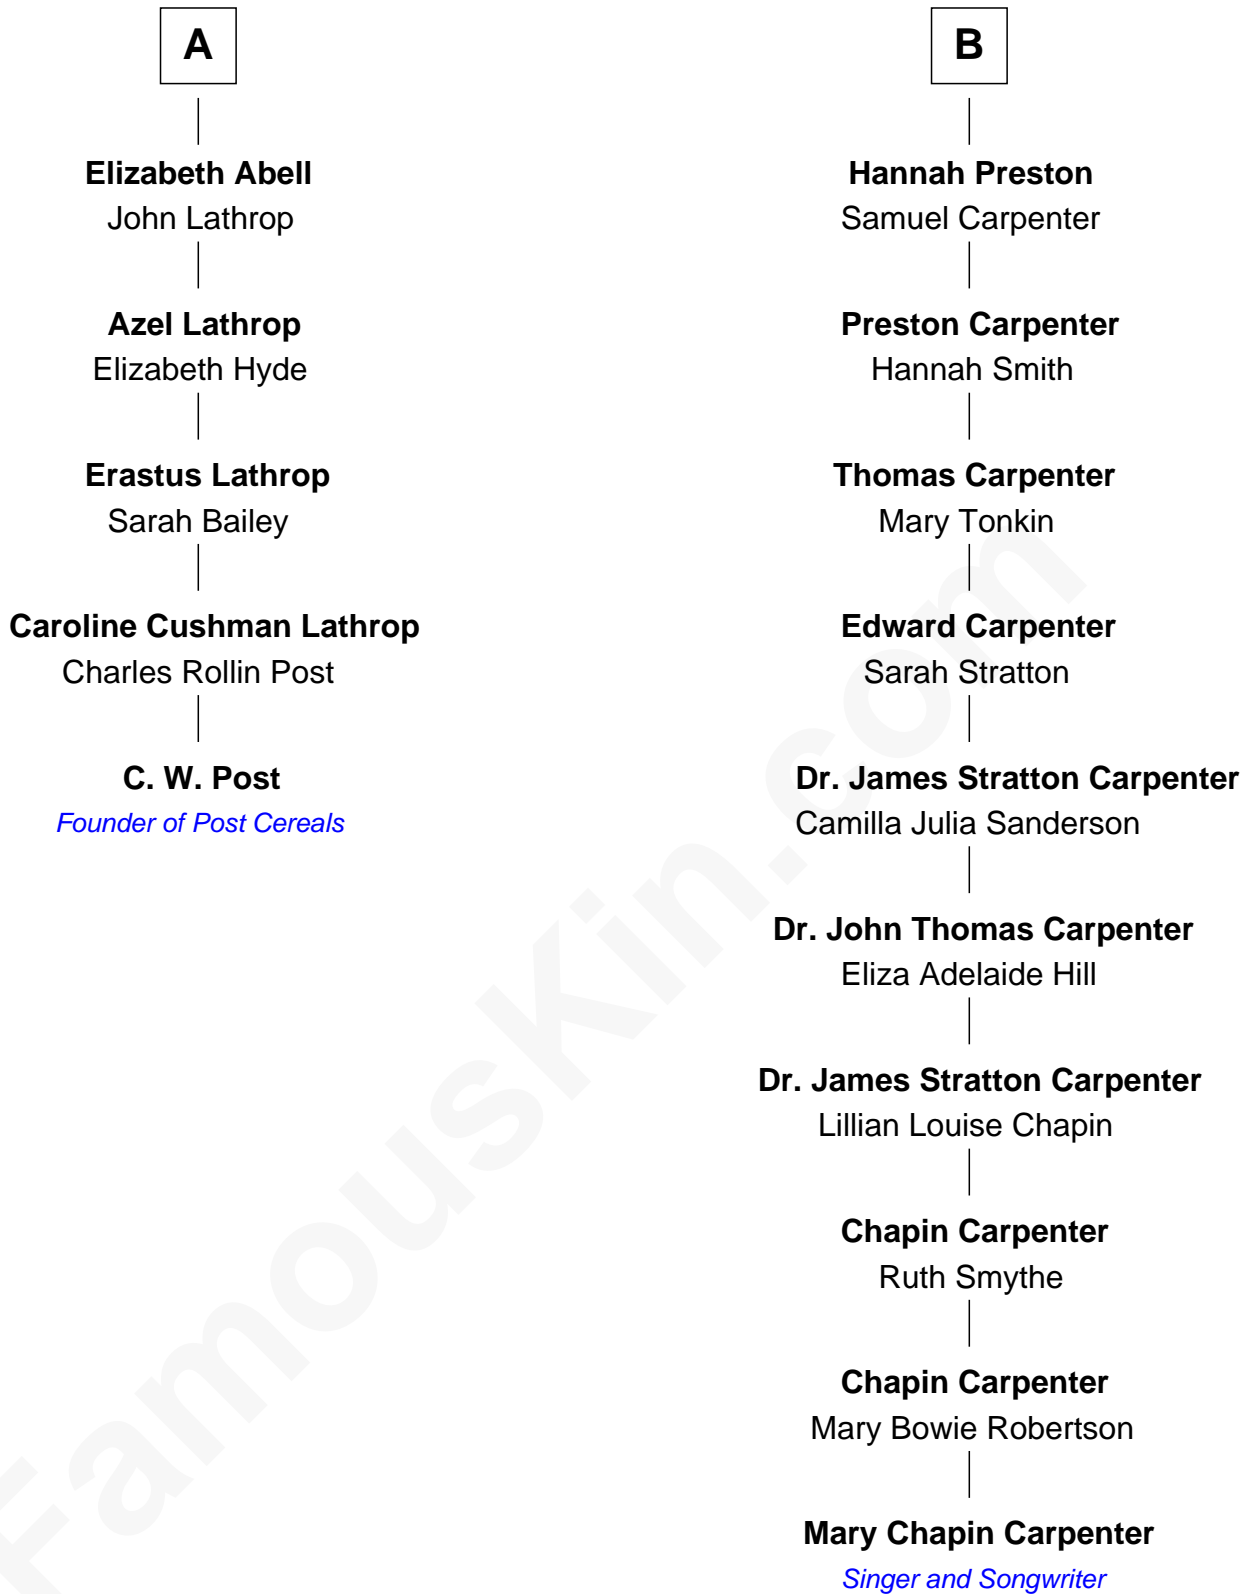 A
Elizabeth Abell
John Lathrop
Azel Lathrop
Elizabeth Hyde
Erastus Lathrop
Sarah Bailey
Caroline Cushman Lathrop
Charles Rollin Post
C. W. Post
Founder of Post Cereals
B
Hannah Preston
Samuel Carpenter
Preston Carpenter
Hannah Smith
Thomas Carpenter
Mary Tonkin
Edward Carpenter
Sarah Stratton
Dr. James Stratton Carpenter
Camilla Julia Sanderson
Dr. John Thomas Carpenter
Eliza Adelaide Hill
Dr. James Stratton Carpenter
Lillian Louise Chapin
Chapin Carpenter
Ruth Smythe
Chapin Carpenter
Mary Bowie Robertson
Mary Chapin Carpenter
Singer and Songwriter
FamousKin.com